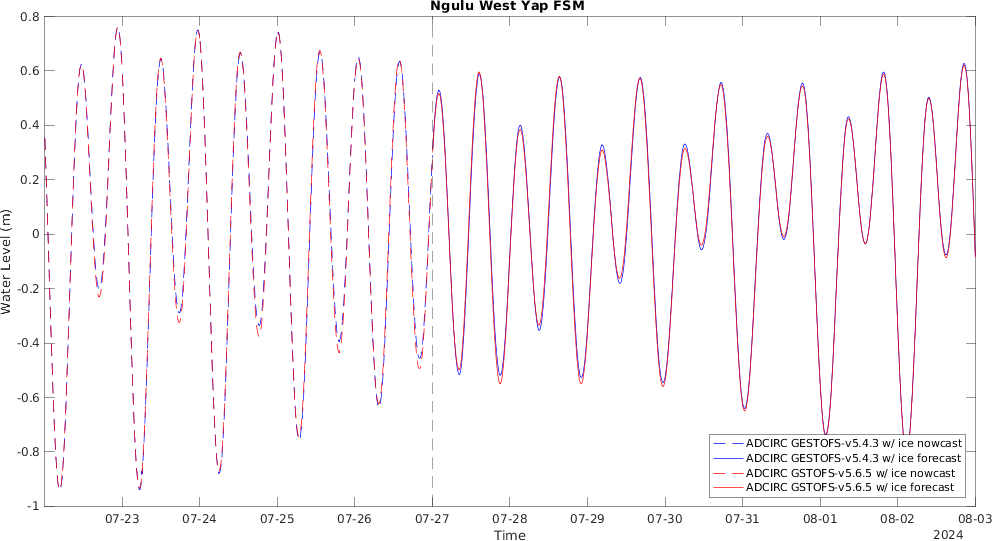 Ngulu West Yap FSM
Water Level (m)
0.8
0.6
0.4
0.2
0
-0.2
-0.4
-0.6
-0.8
-1
ADCIRC GESTOFS-v5.4.3 w/ ice nowcast
ADCIRC GESTOFS-v5.4.3 w/ ice forecast
ADCIRC GSTOFS-v5.6.5 w/ ice nowcast
ADCIRC GSTOFS-v5.6.5 w/ ice forecast
07-23 07-24 07-25 07-26 07-27 07-28 07-29 07-30 07-31 08-01 08-02 08-03
Time
2024